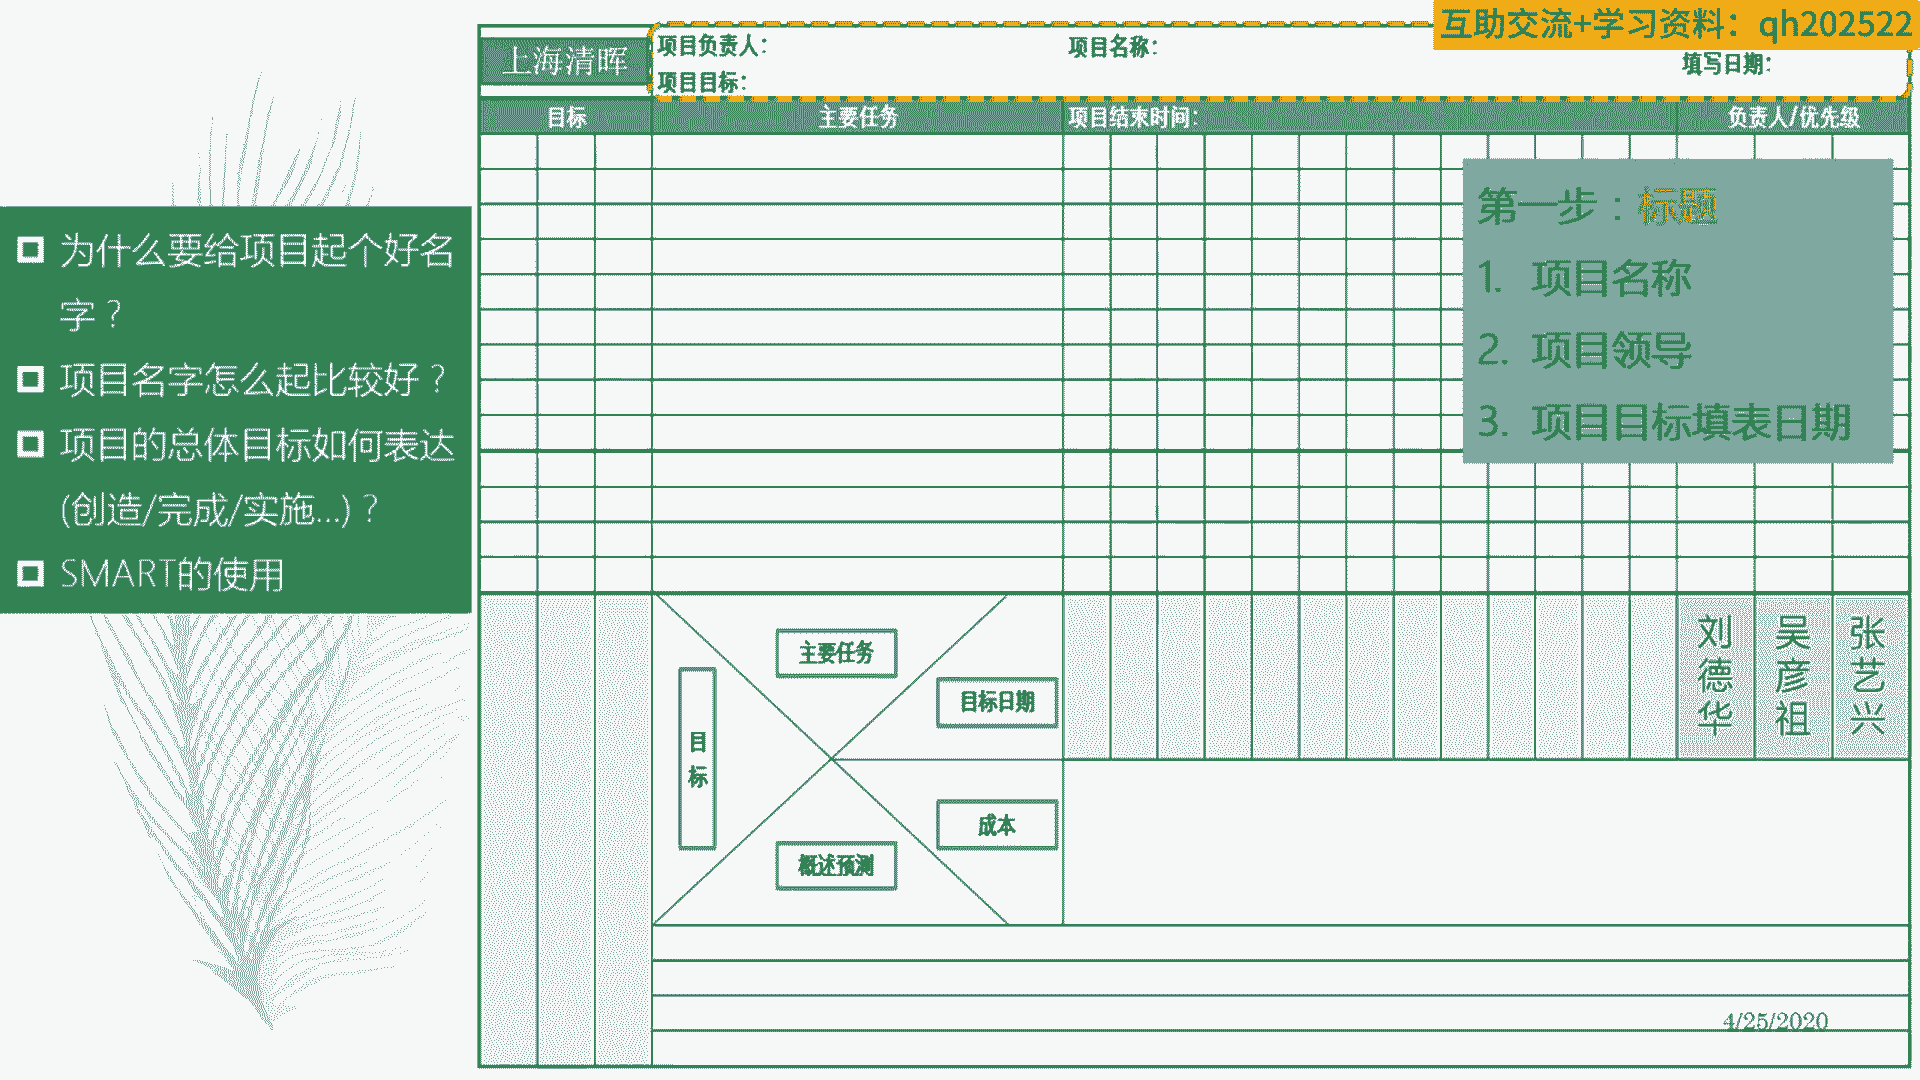 互助交流+学习资料：qh202522
上海清晖
项目负责人：
项目名称：
填写日期：
项目目标：
目标
主要任务
项目结束时间：
负责人/优先级
为什么要给项目起个好名
字？
项目名字怎么起比较好？
项目的总体目标如何表达
(创造/完成/实施...)？
SMART的使用
第一步：标题
1. 项目名称
2. 项目领导
3. 项目目标填表日期
主要任务
目标日期
目标
成本
概述预测
刘德华
吴彦祖
张艺兴
4/25/2020